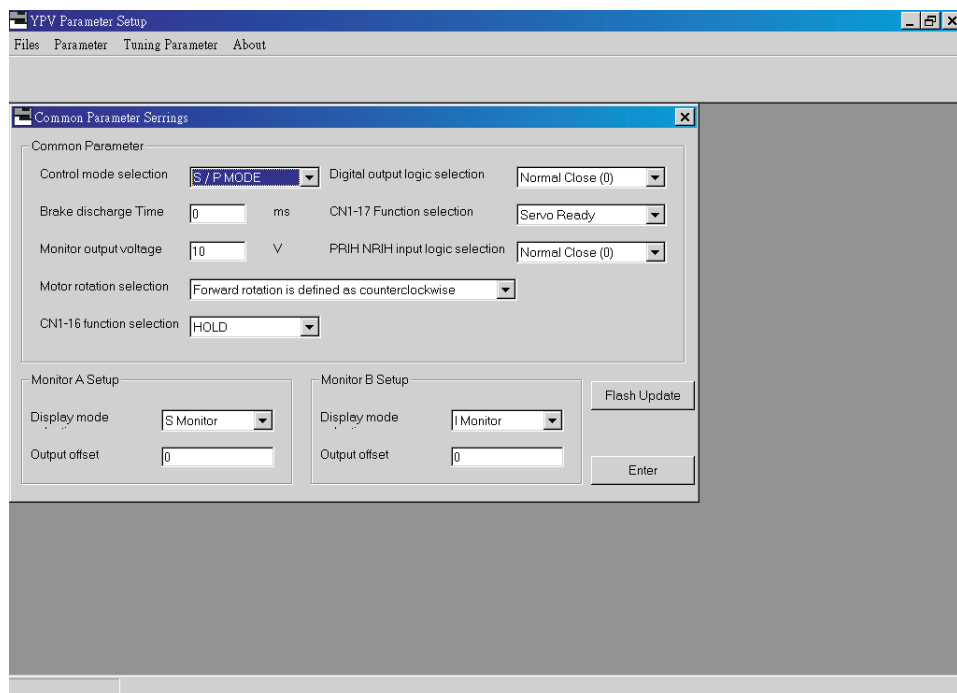 YPV Parameter Setup
Files Parameter Tuning Parameter About
Common Parameter Serrings
Common Parameter
Control mode selection S / P MODE Digital output logic selection Normal Close (0)
Brake discharge Time 0 ms CN1-17 Function selection Servo Ready
Monitor output voltage 10 V PRIH NRIH input logic selection Normal Close (0)
Motor rotation selection Forward rotation is defined as counterclockwise
CN1-16 function selection HOLD
Monitor A Setup Monitor B Setup
Flash Update
Display mode S Monitor Display mode I Monitor
Output offset 0 Output offset 0
Enter